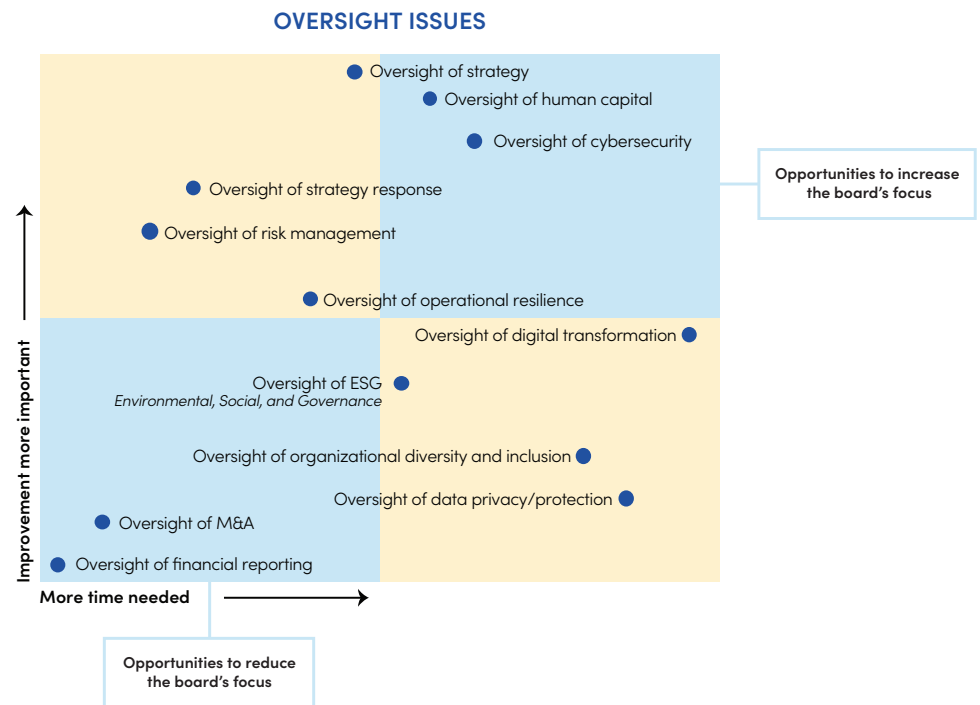 OVERSIGHT ISSUES
Oversight of strategy
Oversight of human capital
Oversight of cybersecurity
Opportunities to increase
the board’s focus
Oversight of strategy response
Oversight of risk management
Oversight of operational resilience
Oversight of digital transformation
Oversight of ESG
Environmental, Social, and Governance
Oversight of organizational diversity and inclusion
Oversight of data privacy/protection
Oversight of M&A
Oversight of financial reporting
Improvement more important
More time needed
Opportunities to reduce
the board’s focus